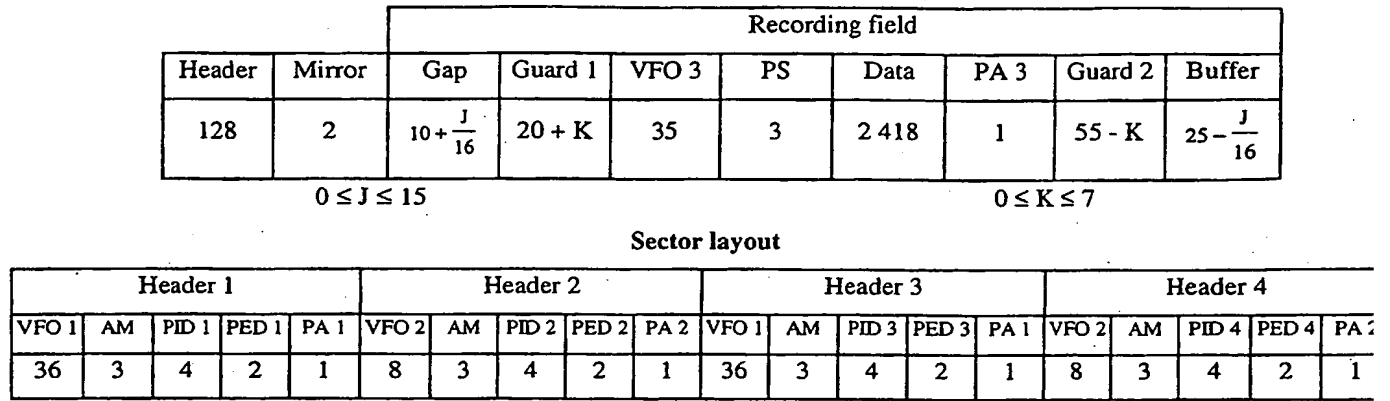 Recording field
Header Mirror Gap Guard 1 VFO 3 PS Data PA 3 Guard 2 Buffer
128 2 10 + J/16 20 + K 35 3 2 418 1 55 - K 25 – J/16
0 ≤ J ≤ 15 0 ≤ K ≤ 7
Sector layout
Header 1 Header 2 Header 3 Header 4
VFO 1 AM PID 1 PED 1 PA 1 VFO 2 AM PID 2 PED 2 PA 2 VFO 1 AM PID 3 PED 3 PA 1 VFO 2 AM PID 4 PED 4 PA 2
36 3 4 2 1 8 3 4 2 1 36 3 4 2 1 8 3 4 2 1